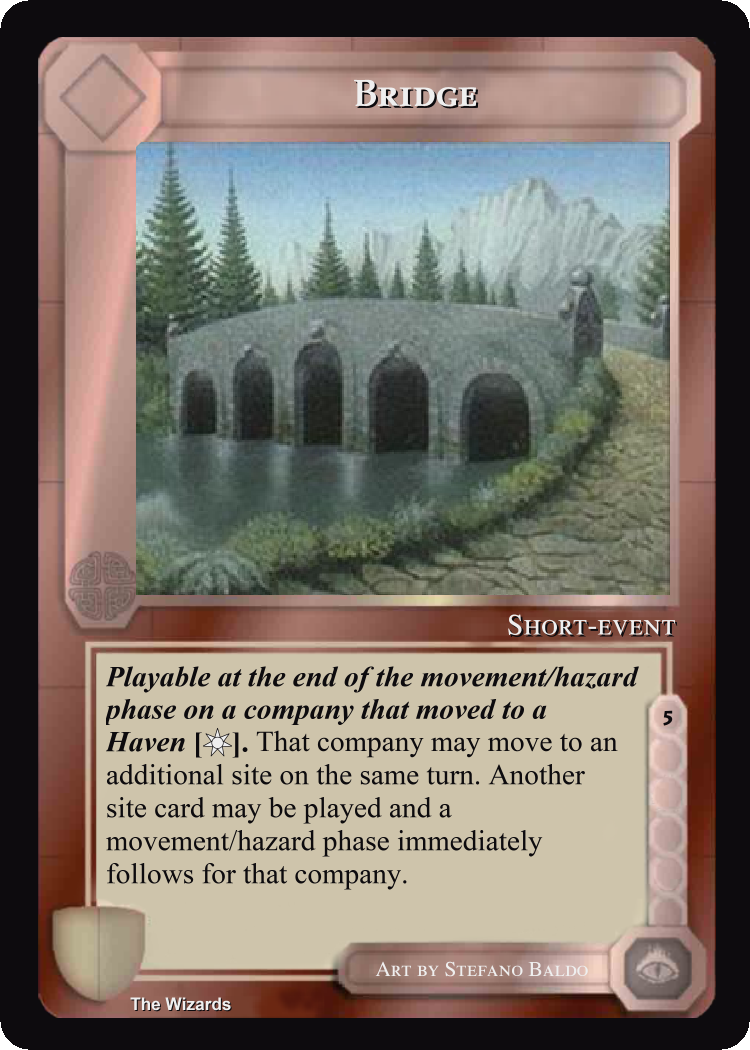 Bridge
Short-event
Playable at the end of the movement/hazard
phase on a company that moved to a
Haven [☼]. That company may move to an
additional site on the same turn. Another
site card may be played and a
movement/hazard phase immediately
follows for that company.
5
Art by Stefano Baldo
The Wizards